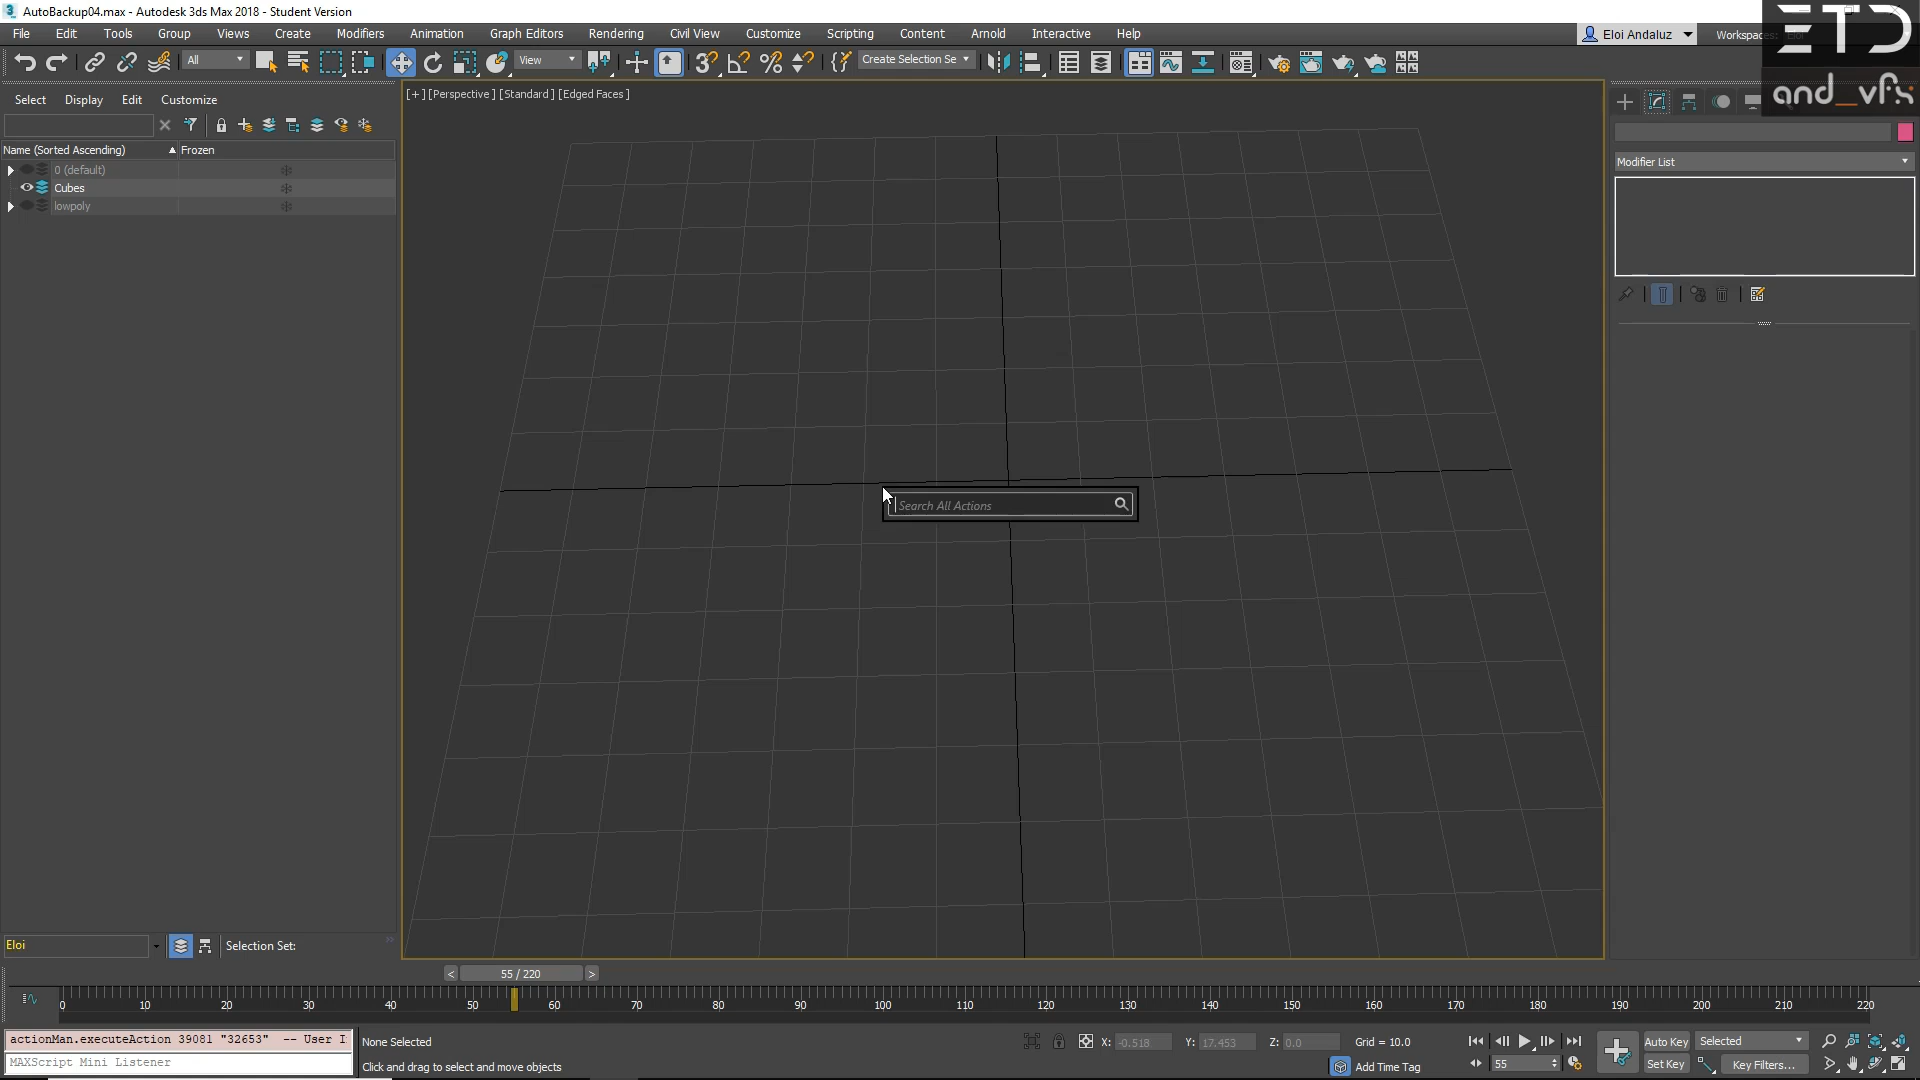 AutoBackup04.max - Autodesk 3ds Max 2018 - Student Version
File Edit Tools Group Views Create Modifiers Animation Graph Editors Rendering Civil View Customize Scripting Content Arnold Interactive Help
Eloi Andaluz
Workspaces:
ETD
and_vfx
All
View
Create Selection Se
Select Display Edit Customize
[+] [Perspective] [Standard] [Edged Faces]
Name (Sorted Ascending) Frozen
0 (default)
Cubes
lowpoly
Modifier List
Search All Actions
Eloi
Selection Set:
< 55 / 220 >
0 10 20 30 40 50 60 70 80 90 100 110 120 130 140 150 160 170 180 190 200 210 220
actionMan.executeAction 39081 "32653" -- User I
MAXScript Mini Listener
None Selected
Click and drag to select and move objects
X: -0.518 Y: 17.453 Z: 0.0 Grid = 10.0
Add Time Tag
55
Auto Key Selected
Set Key Key Filters...